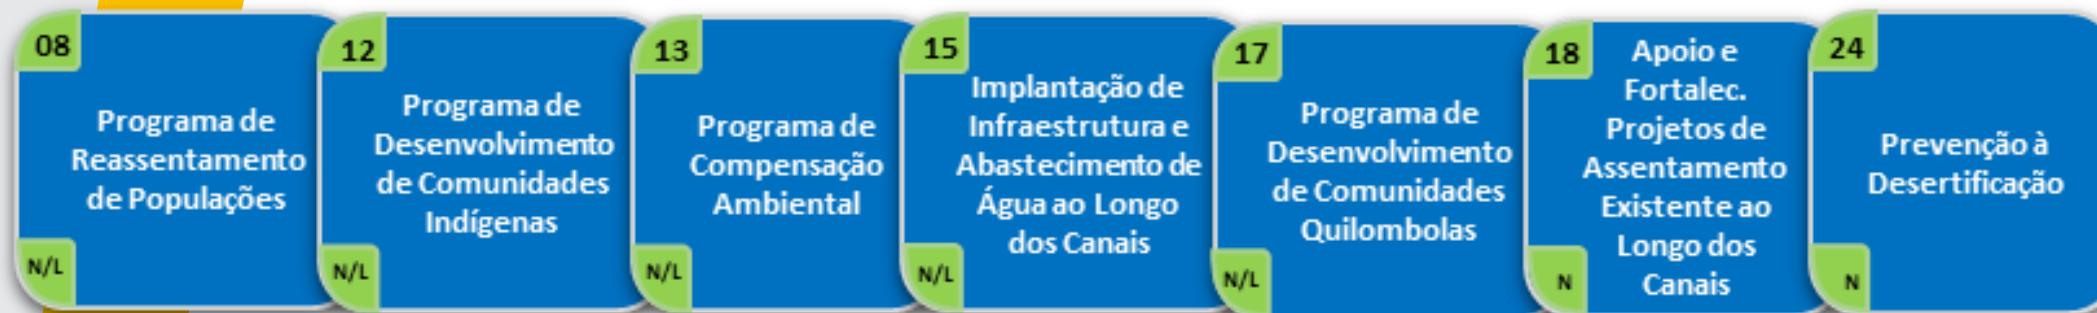 08
Programa de
Reassentamento
de Populações
N/L
12
Programa de
Desenvolvimento
de Comunidades
Indígenas
N/L
13
Programa de
Compensação
Ambiental
N/L
15
Implantação de
Infraestrutura e
Abastecimento de
Água ao Longo
dos Canais
N/L
17
Programa de
Desenvolvimento
de Comunidades
Quilombolas
N/L
18
Apoio e
Fortalec.
Projetos de
Assentamento
Existente ao
Longo dos
Canais
N
24
Prevenção à
Desertificação
N